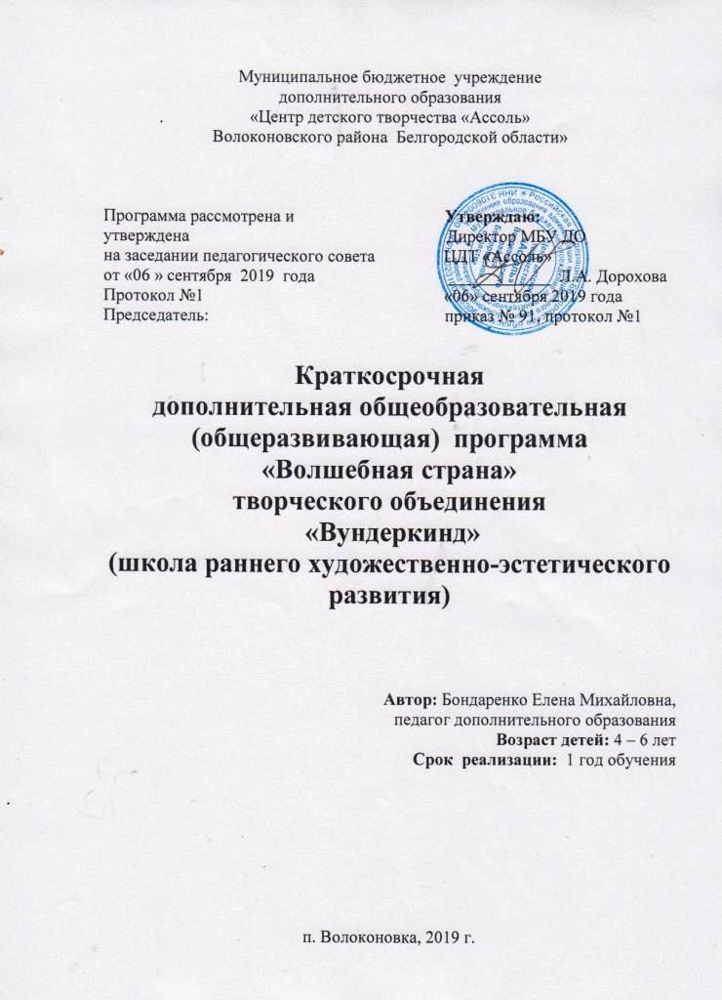 Муниципальное бюджетное учреждение
дополнительного образования
«Центр детского творчества «Ассоль»
Волоконовского района Белгородской области»
Программа рассмотрена и
утверждена
на заседании педагогического совета
от «06 » сентября 2019 года
Протокол №1
Председатель:
Утверждаю:
Директор МБУ ДО
ЦДТ «Ассоль»
Л.А. Дорохова
«06» сентября 2019 года
приказ № 91, протокол №1
Краткосрочная
дополнительная общеобразовательная
(общеразвивающая) программа
«Волшебная страна»
творческого объединения
«Вундеркинд»
(школа раннего художественно-эстетического
развития)
Автор: Бондаренко Елена Михайловна,
педагог дополнительного образования
Возраст детей: 4 – 6 лет
Срок реализации: 1 год обучения
п. Волоконовка, 2019 г.